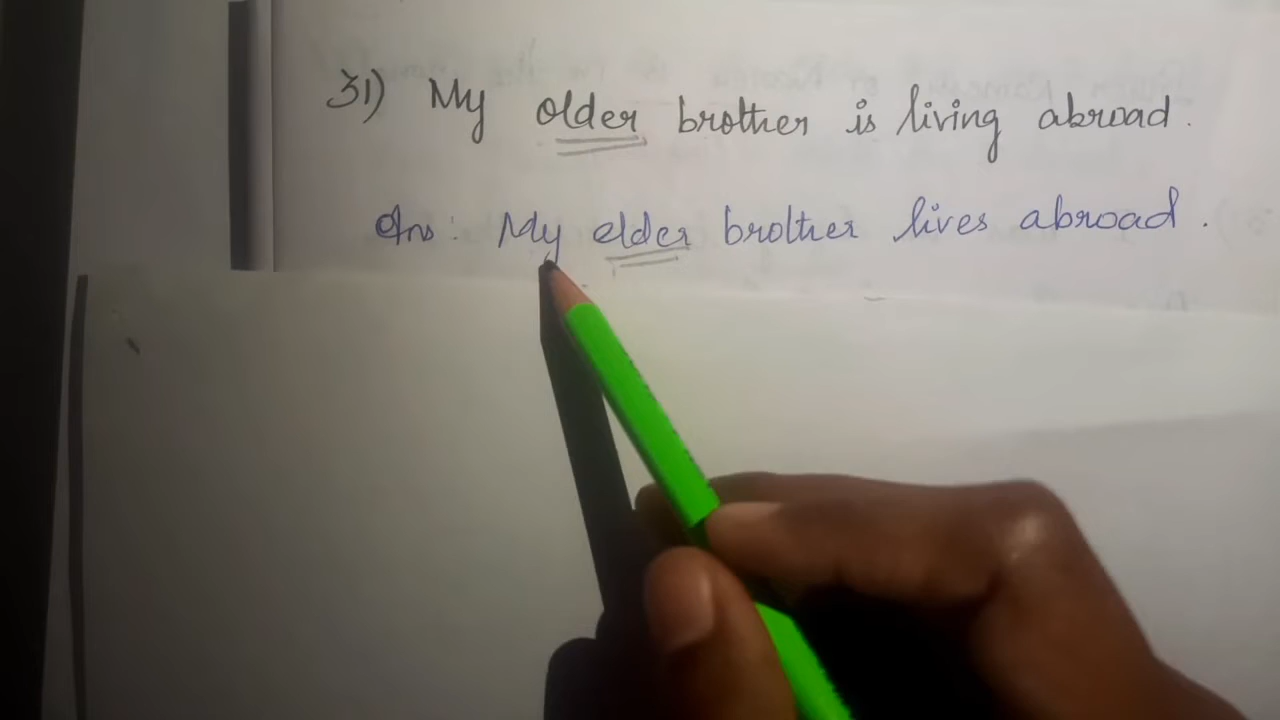 31) My older brother is living abroad.
Ans: My elder brother lives abroad.